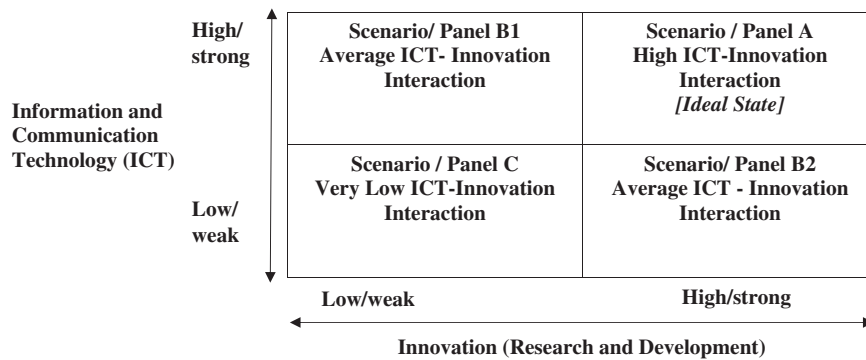 High/
strong
Scenario/ Panel B1
Average ICT- Innovation
Interaction
Scenario / Panel A
High ICT-Innovation
Interaction
[Ideal State]
Information and
Communication
Technology (ICT)
Scenario / Panel C
Very Low ICT-Innovation
Interaction
Scenario/ Panel B2
Average ICT - Innovation
Interaction
Low/
weak
Low/weak
High/strong
Innovation (Research and Development)